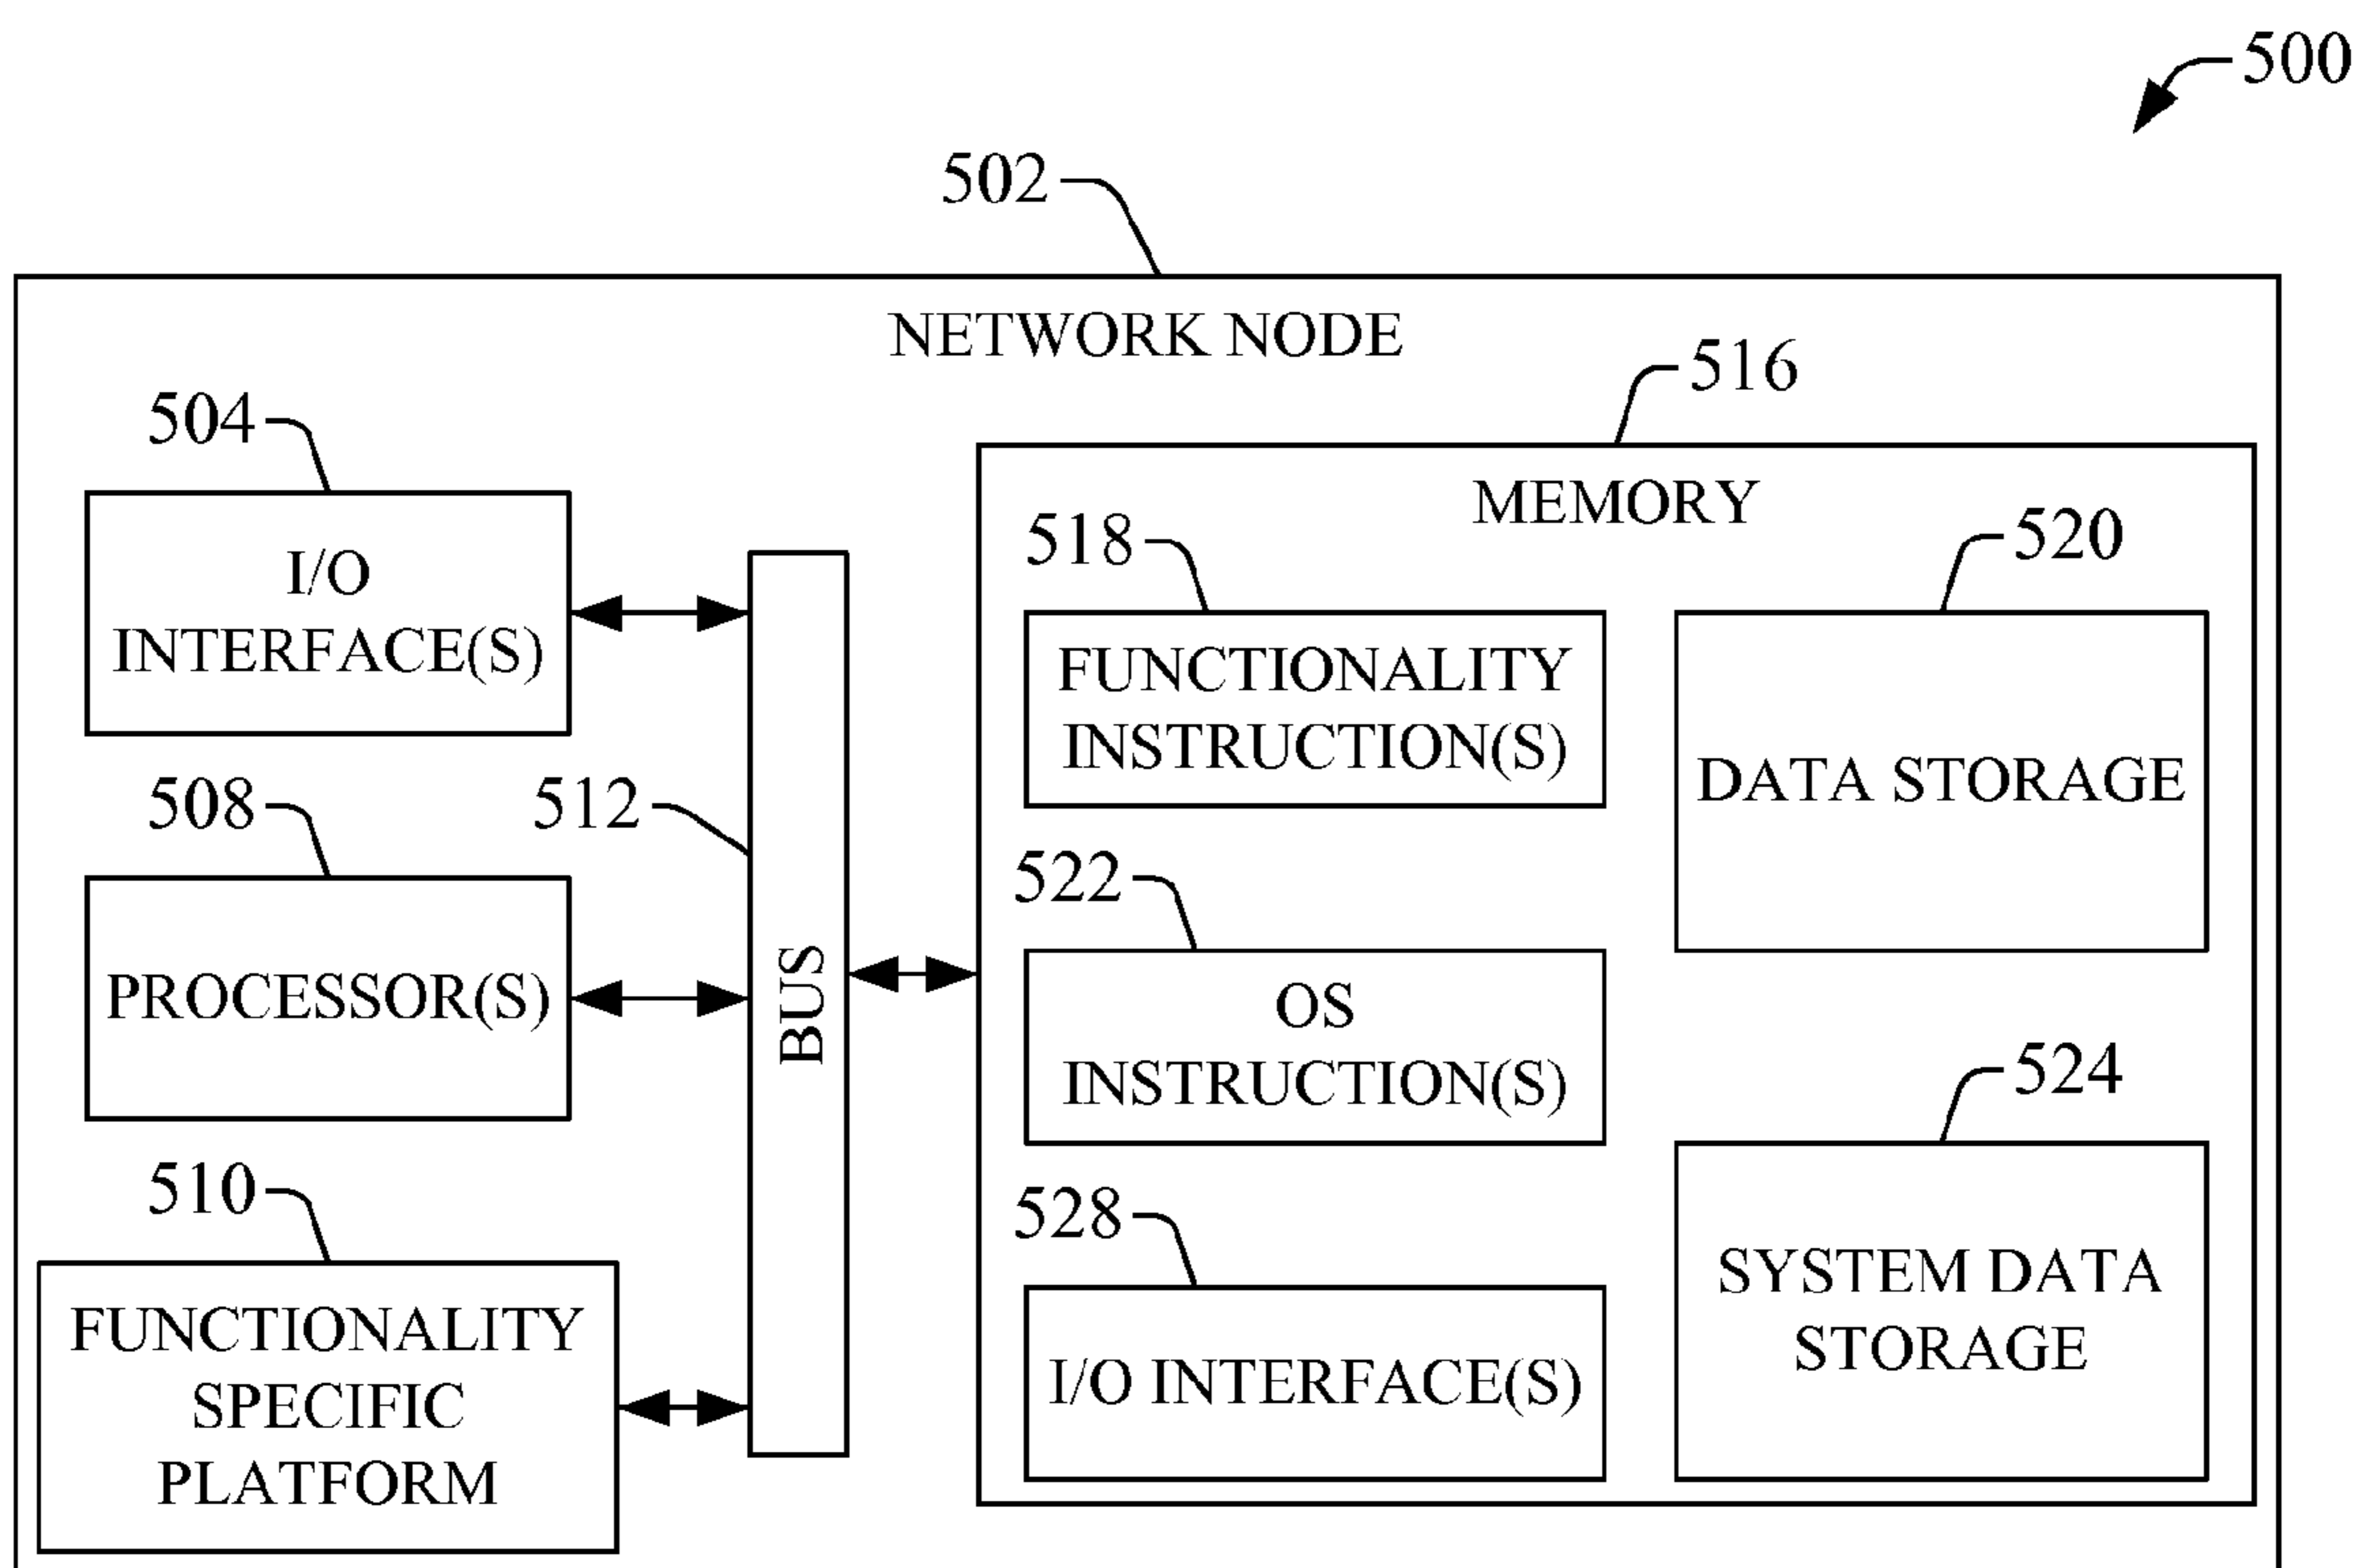 500
502
NETWORK NODE
516
504
MEMORY
518
520
I/O
INTERFACE(S)
FUNCTIONALITY
INSTRUCTION(S)
DATA STORAGE
508
512
522
PROCESSOR(S)
BUS
OS
INSTRUCTION(S)
524
510
528
SYSTEM DATA
STORAGE
FUNCTIONALITY
SPECIFIC
PLATFORM
I/O INTERFACE(S)